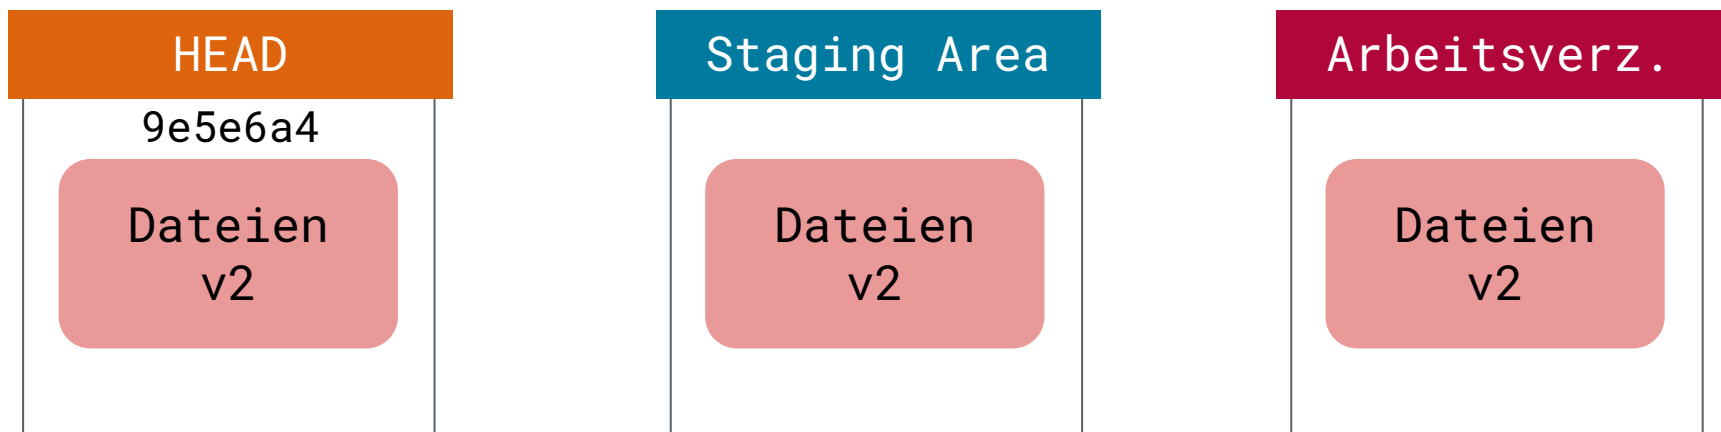 HEAD
Staging Area
Arbeitsverz.
9e5e6a4
Dateien
v2
Dateien
v2
Dateien
v2